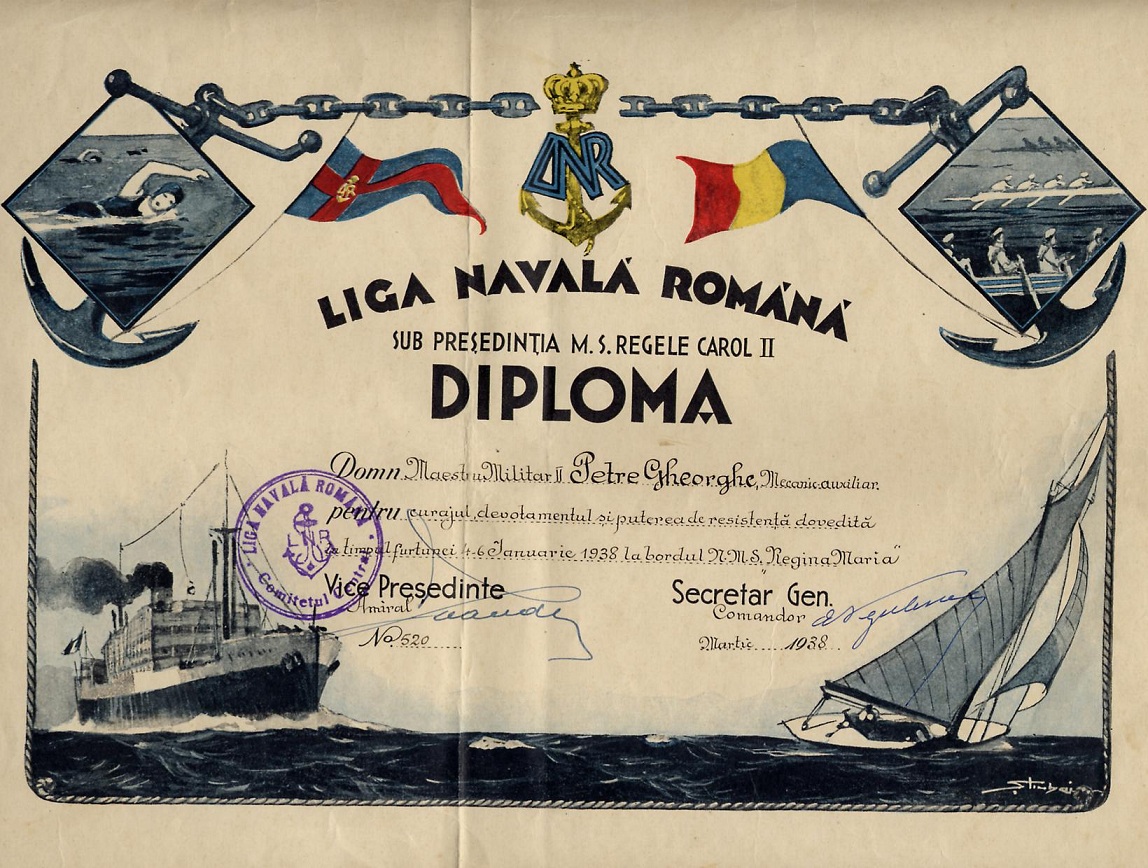 LNR
LIGA NAVALĂ ROMÂNĂ
SUB PREȘEDINȚIA M. S. REGELE CAROL II
DIPLOMA
Domn Maestru Militar II Petre Gheorghe, Mecanic auxiliar
pentru curajul, devotamentul și puterea de resistență dovedită
în timpul furtunei 4-6 Ianuarie 1938 la bordul N.M.S. „Regina Maria”
Vice Președinte
Amiral
No. 520
Secretar Gen.
Comandor
Martie 1938
LIGA NAVALĂ ROMÂNĂ
LNR
Comitetul Central